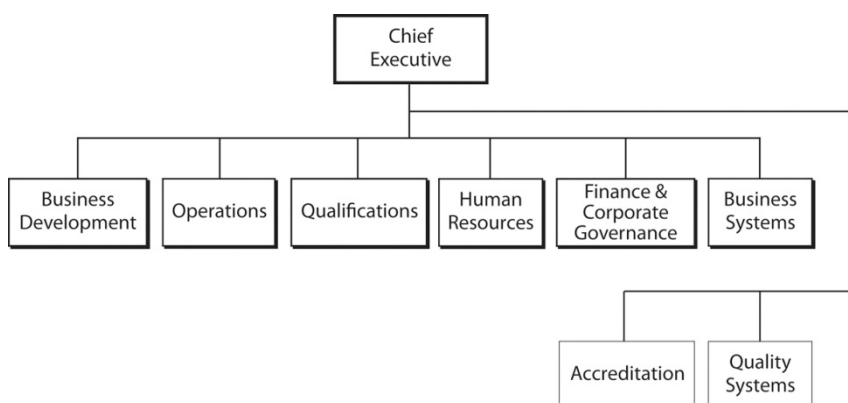 Chief
Executive
Business
Development
Operations
Qualifications
Human
Resources
Finance &
Corporate
Governance
Business
Systems
Accreditation
Quality
Systems